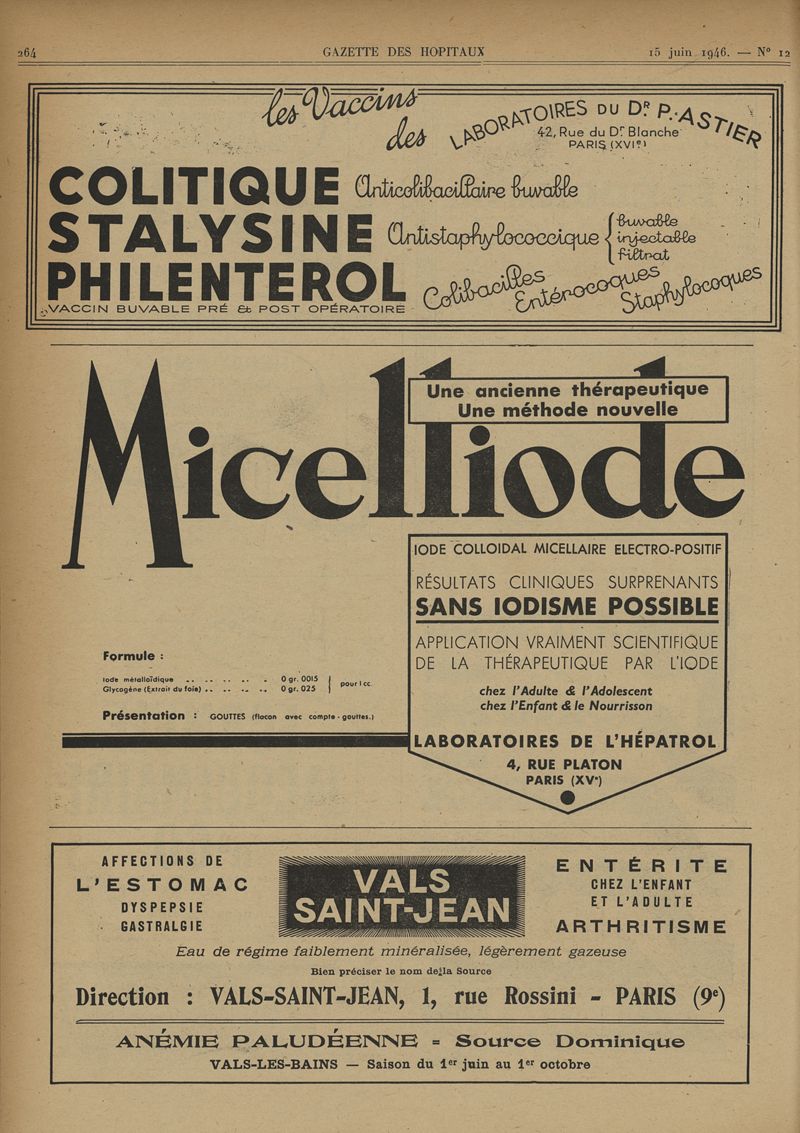 264
GAZETTE DES HOPITAUX
15 juin 1946. — Nº 12
les Vaccins
des
LABORATOIRES DU DR P. ASTIER
42, Rue du Dr Blanche
PARIS (XVIe)
COLITIQUE Anticolibacillaire buvable
STALYSINE Antistaphylococcique { buvable
injectable
filtrat
PHILENTEROL Colibacilles
Entérocoques
Staphylocoques
VACCIN BUVABLE PRÉ & POST OPÉRATOIRE
Une ancienne thérapeutique
Une méthode nouvelle
Micelliode
IODE COLLOIDAL MICELLAIRE ELECTRO-POSITIF
RÉSULTATS CLINIQUES SURPRENANTS
SANS IODISME POSSIBLE
APPLICATION VRAIMENT SCIENTIFIQUE
DE LA THÉRAPEUTIQUE PAR L'IODE
chez l'Adulte & l'Adolescent
chez l'Enfant & le Nourrisson
Formule :
Iode métalloïdique .. .. .. .. . 0 gr. 0015
Glycogène (Extrait du foie) .. .. .. .. 0 gr. 025
pour 1 cc.
Présentation : GOUTTES (flacon avec compte-gouttes.)
LABORATOIRES DE L'HÉPATROL
4, RUE PLATON
PARIS (XVe)
AFFECTIONS DE
L'ESTOMAC
DYSPEPSIE
GASTRALGIE
VALS
SAINT-JEAN
ENTÉRITE
CHEZ L'ENFANT
ET L'ADULTE
ARTHRITISME
Eau de régime faiblement minéralisée, légèrement gazeuse
Bien préciser le nom de la Source
Direction : VALS-SAINT-JEAN, 1, rue Rossini - PARIS (9e)
ANÉMIE PALUDÉENNE = Source Dominique
VALS-LES-BAINS — Saison du 1er juin au 1er octobre